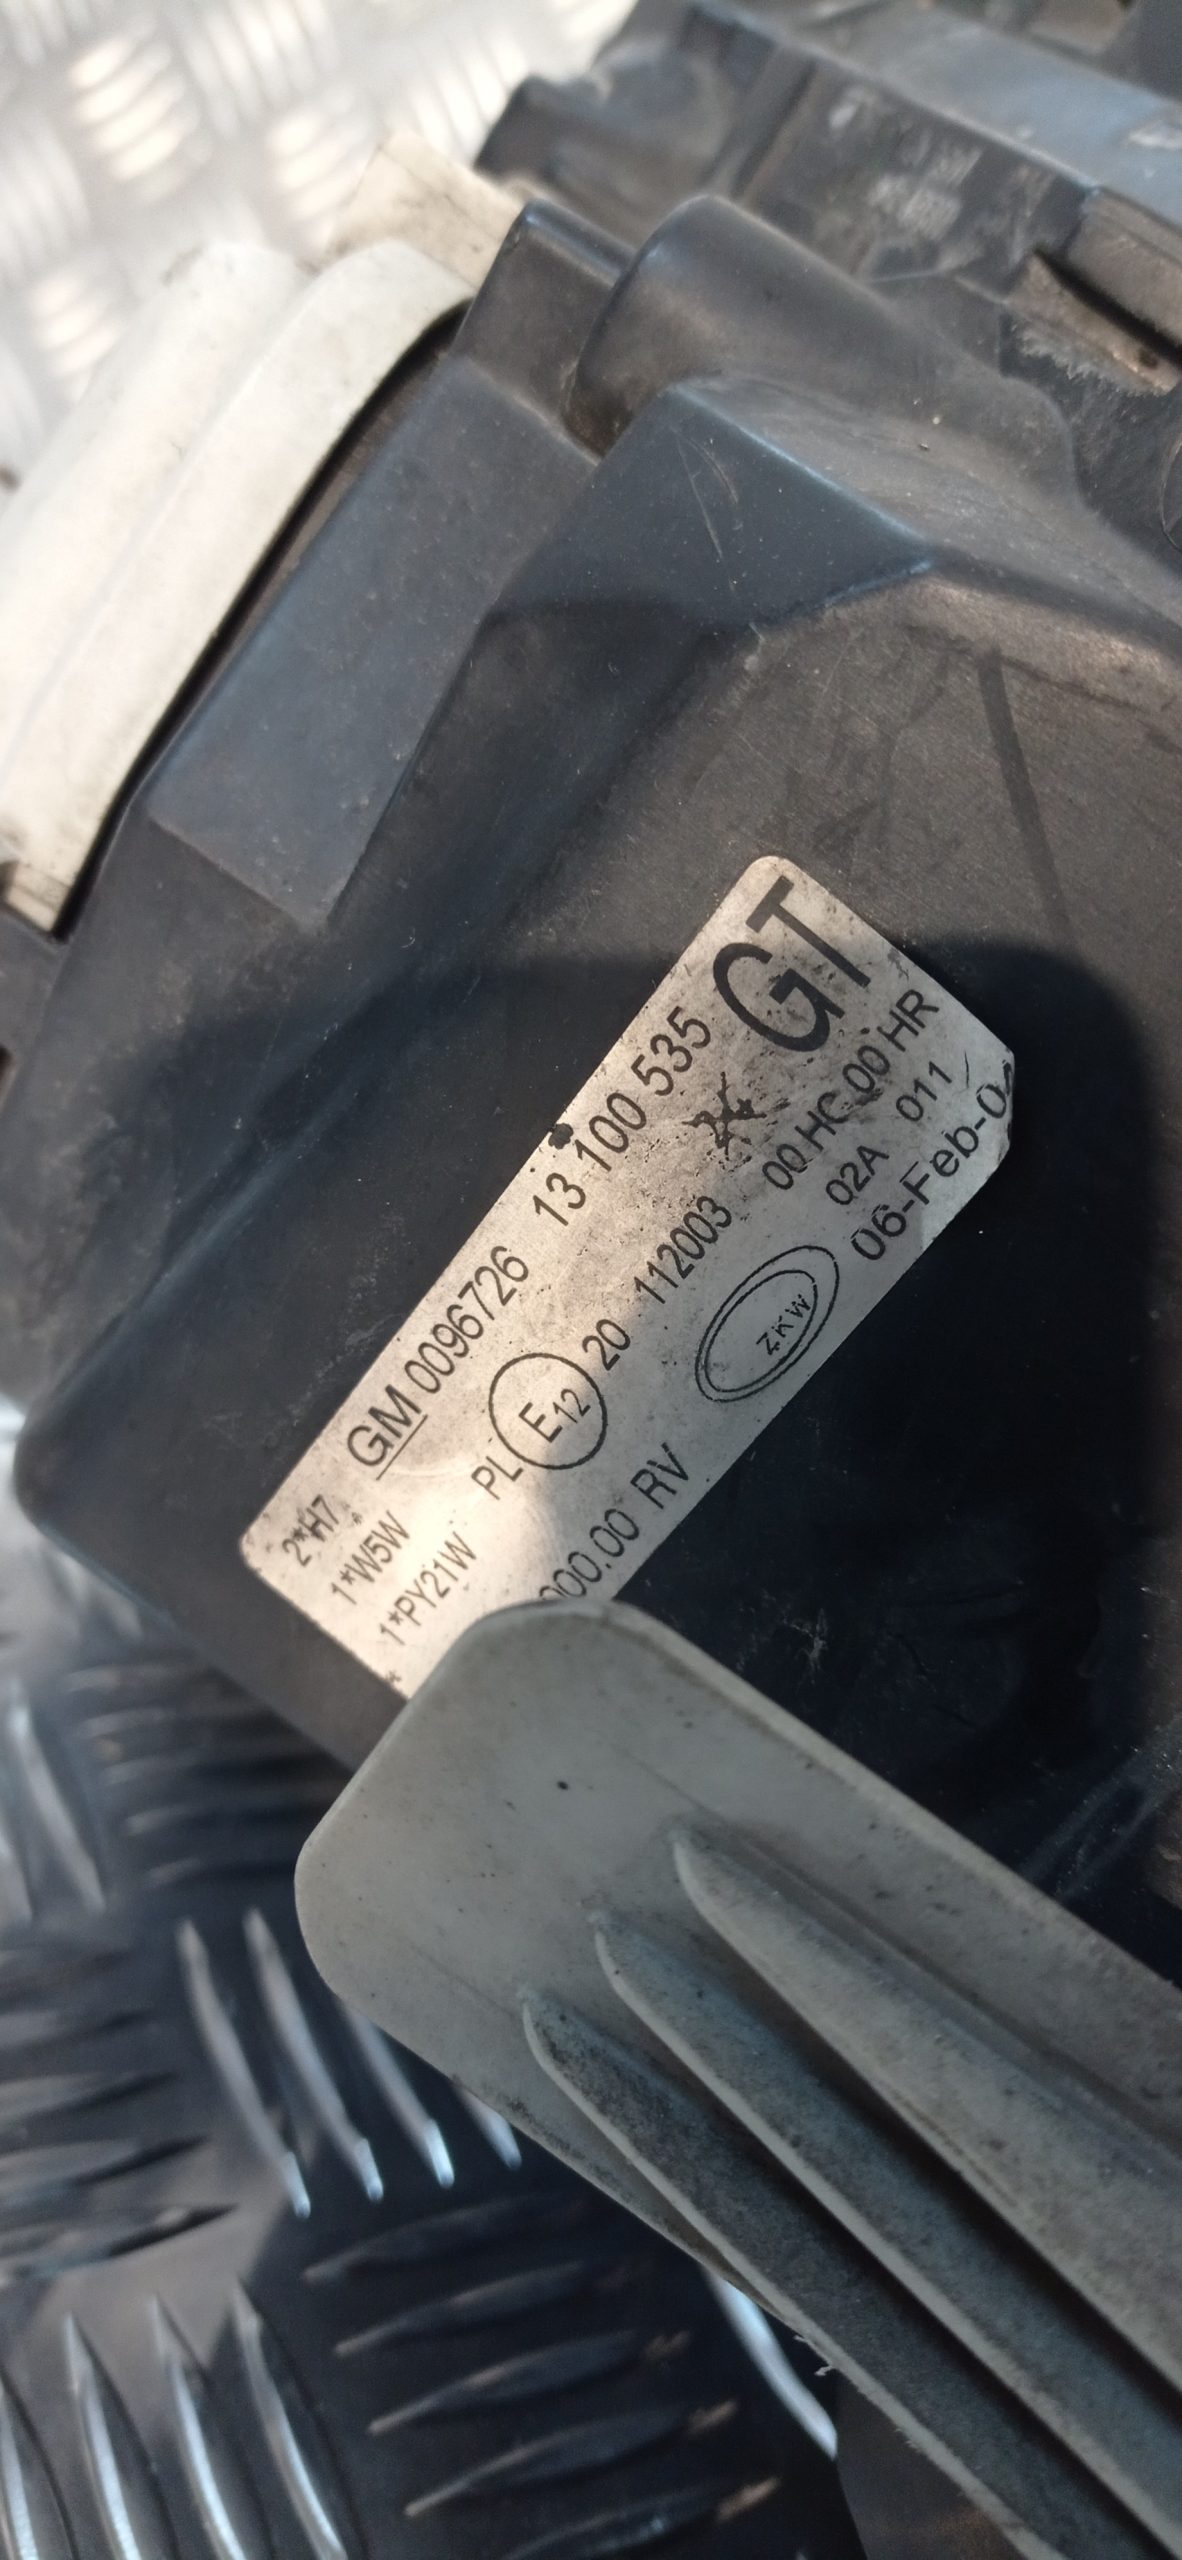 GM 0096726 13 100 535 GT
2*H7
1*W5W
1*PY21W
PL E12 20 112003 00 HC 00 HR
02A 011
000.00 RV ZKW 06-Feb-0